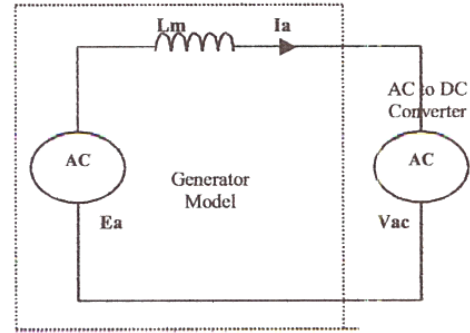 Lm
Ia
AC to DC
Converter
AC
AC
Generator
Model
Ea
Vac